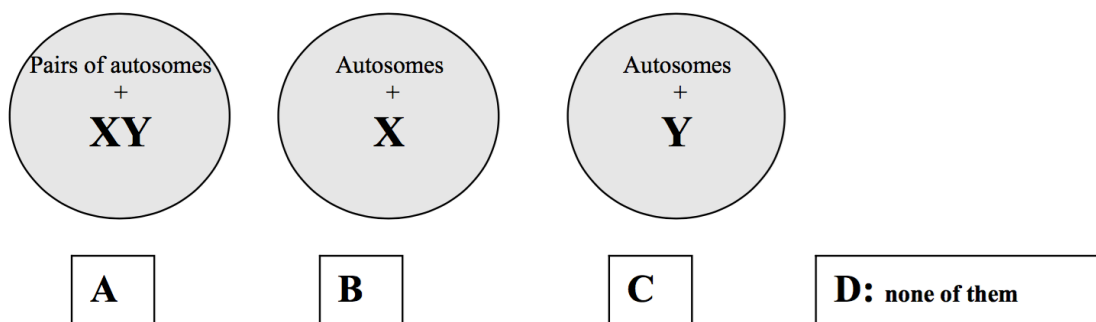 Pairs of autosomes
+
XY
Autosomes
+
X
Autosomes
+
Y
A
B
C
D: none of them